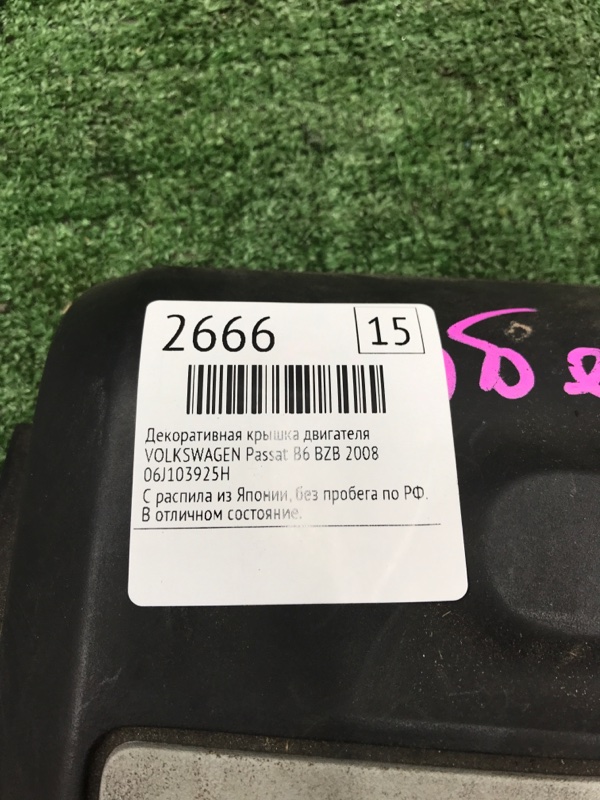 2666
15
Декоративная крышка двигателя
VOLKSWAGEN Passat B6 BZB 2008
06J103925H
С распила из Японии, без пробега по РФ.
В отличном состояние.